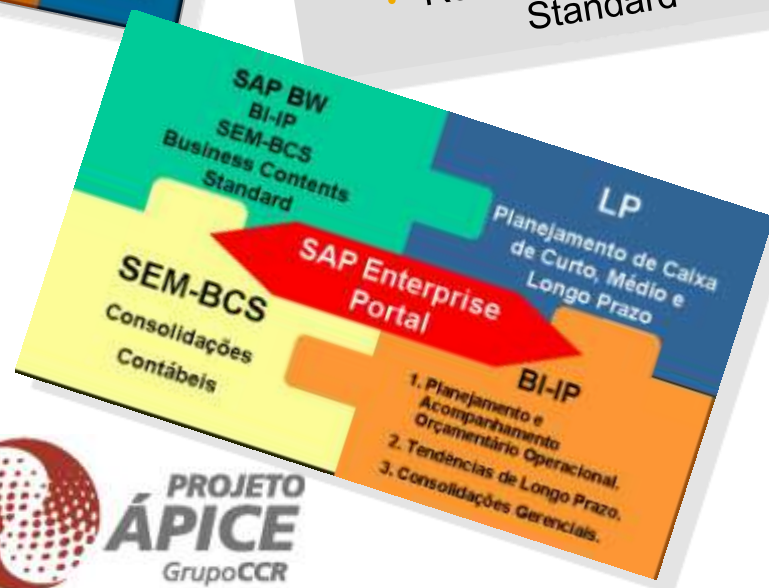 Standard
SAP BW
BI-IP
SEM-BCS
Business Contents
Standard
LP
Planejamento de Caixa
de Curto, Médio e
Longo Prazo
SAP Enterprise
Portal
SEM-BCS
Consolidações
Contábeis
BI-IP
1. Planejamento e
Acompanhamento
Orçamentário Operacional.
2. Tendências de Longo Prazo.
3. Consolidações Gerenciais.
PROJETO
ÁPICE
GrupoCCR